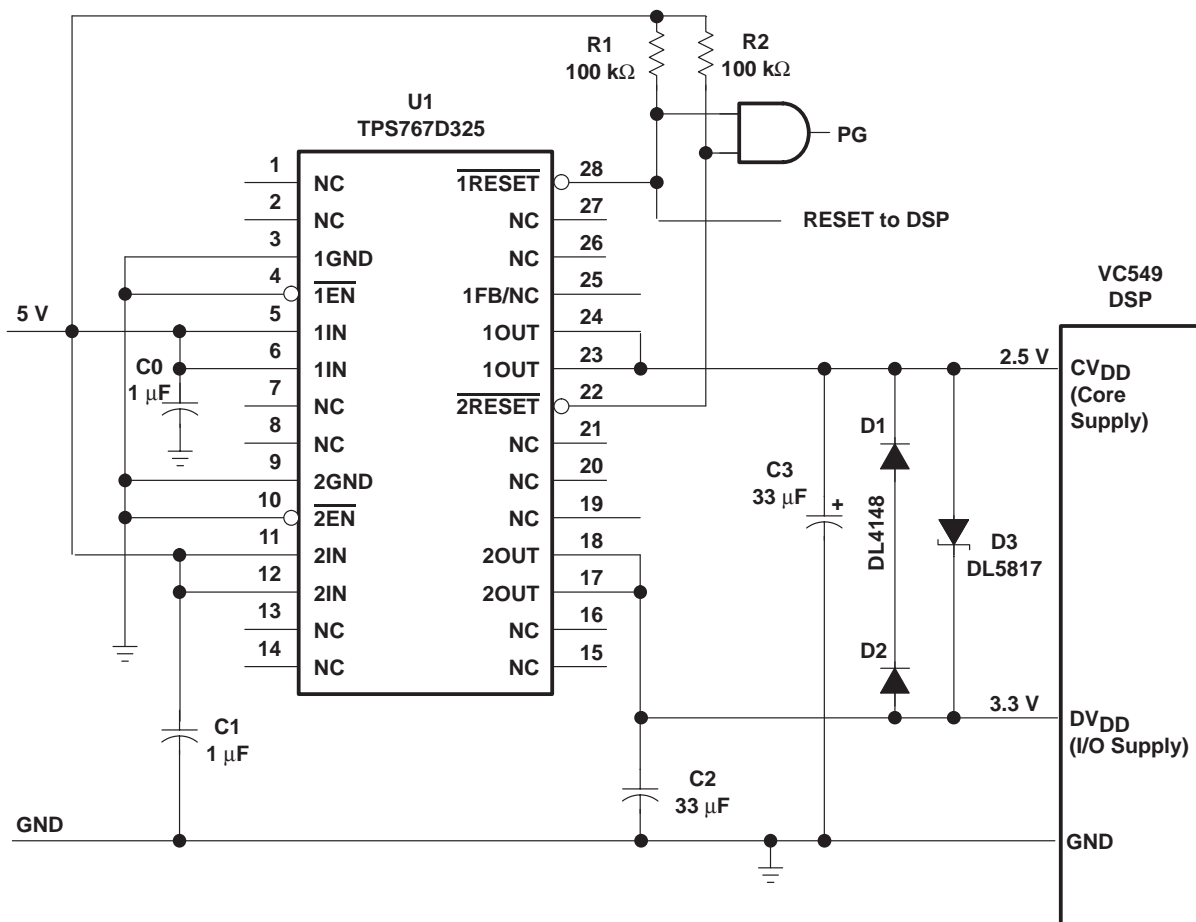 R1
100 kΩ
R2
100 kΩ
U1
TPS767D325
PG
1
NC
2
NC
3
1GND
4
1EN
5
1IN
6
1IN
7
NC
8
NC
9
2GND
10
2EN
11
2IN
12
2IN
13
NC
14
NC
1RESET
28
NC
27
NC
26
1FB/NC
25
1OUT
24
1OUT
23
2RESET
22
NC
21
NC
20
NC
19
2OUT
18
2OUT
17
NC
16
NC
15
RESET to DSP
5 V
C0
1 μF
C1
1 μF
GND
C2
33 μF
C3
33 μF
+
D1
DL4148
D2
D3
DL5817
VC549
DSP
2.5 V
CVDD
(Core
Supply)
3.3 V
DVDD
(I/O Supply)
GND